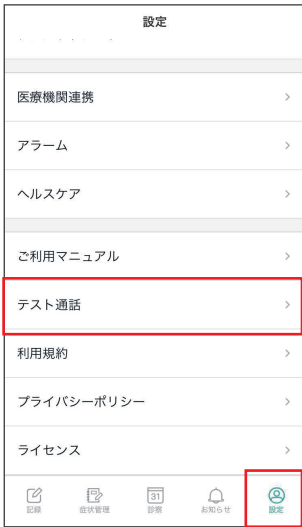 設定
医療機関連携
アラーム
ヘルスケア
ご利用マニュアル
テスト通話
利用規約
プライバシーポリシー
ライセンス
31
記録 症状管理 診察 お知らせ 設定